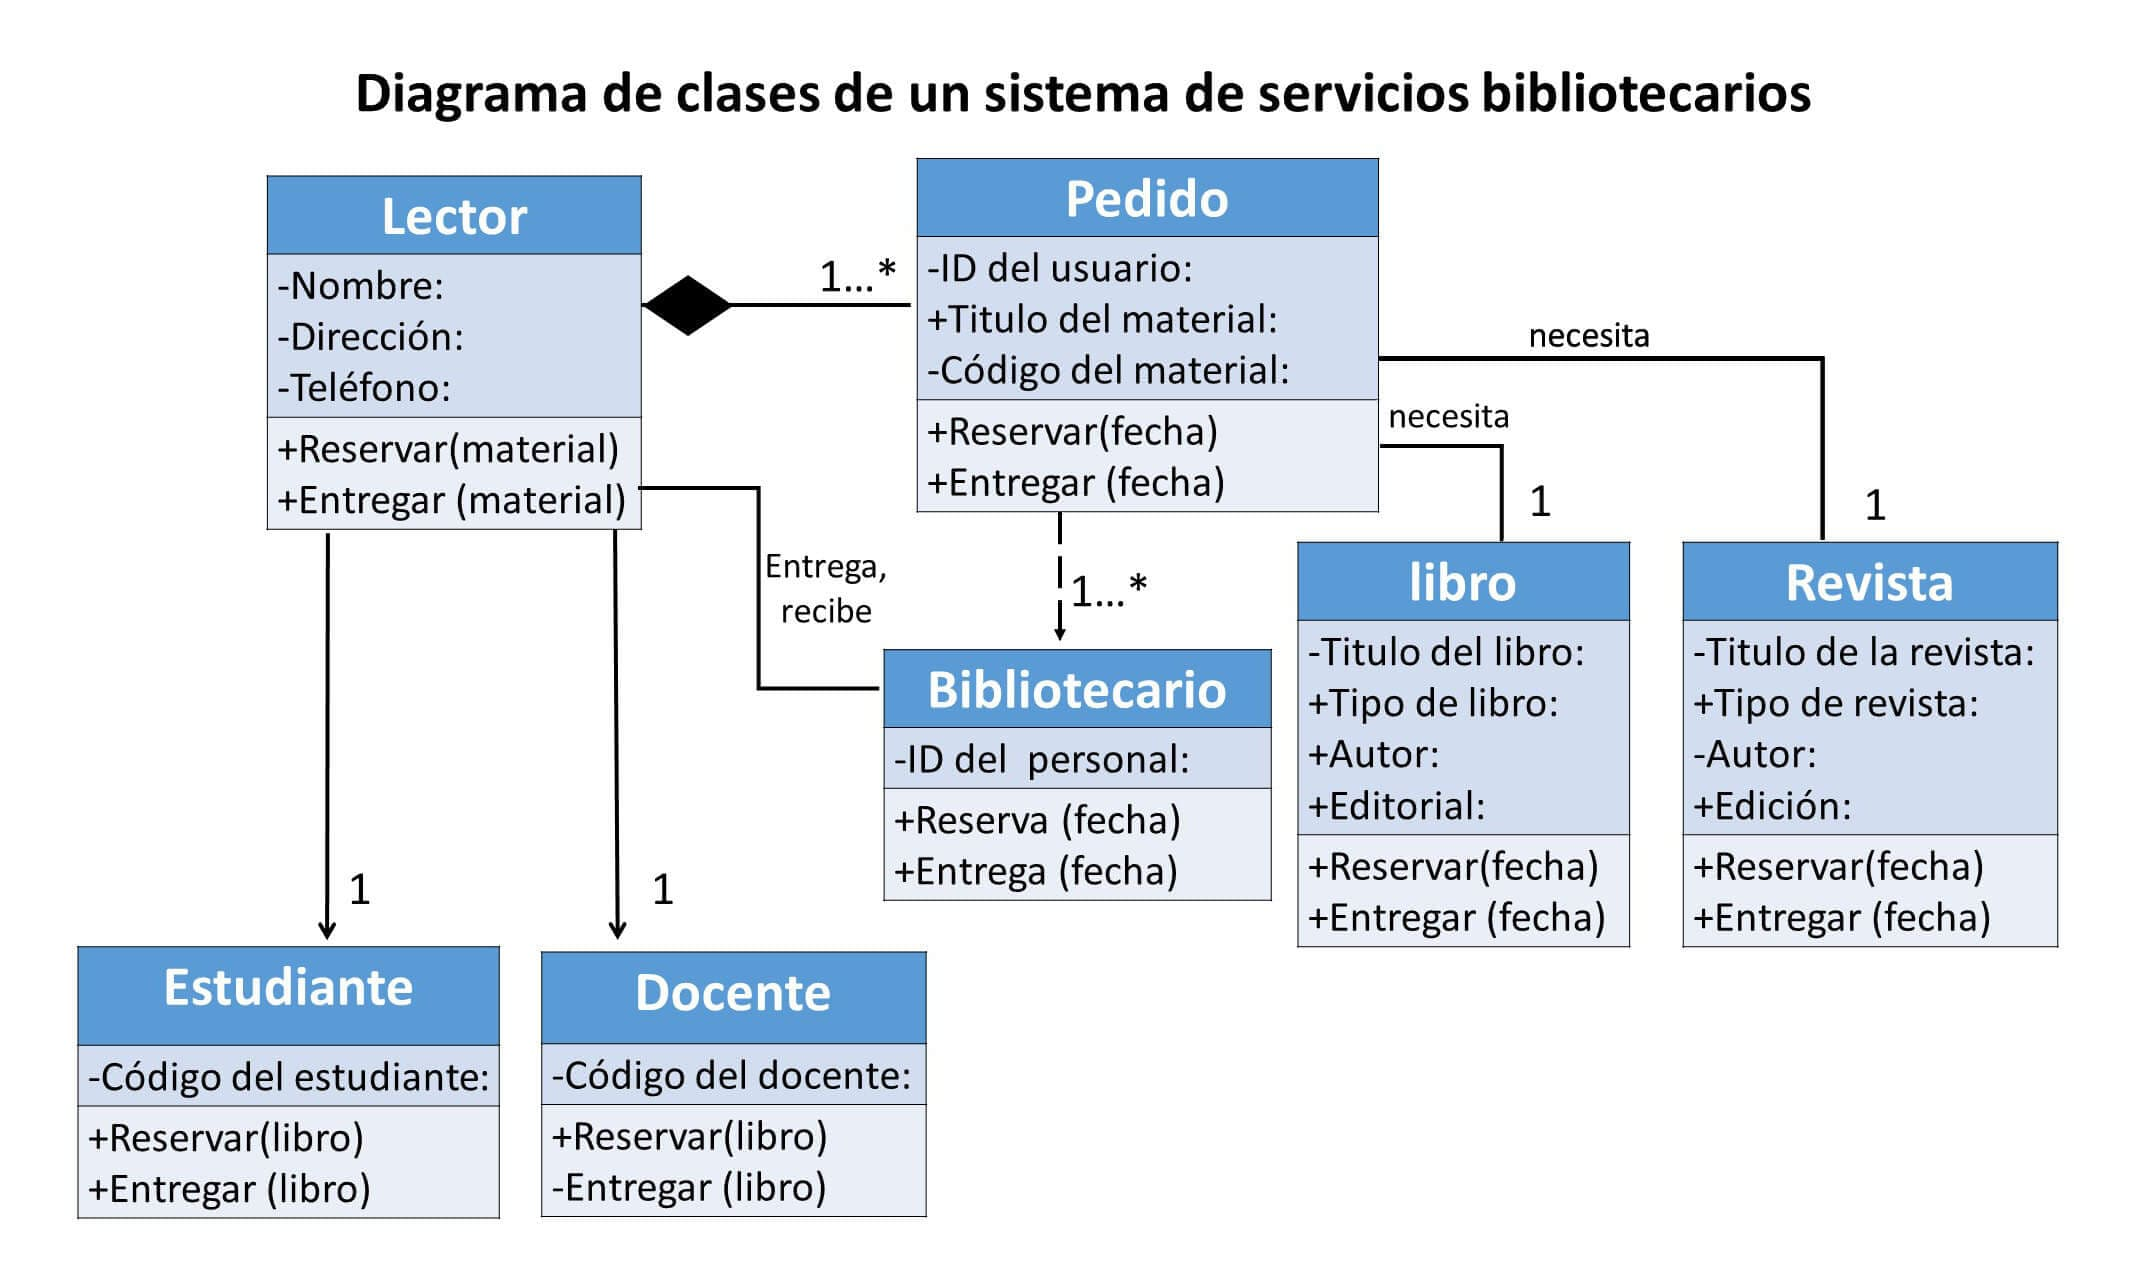 Diagrama de clases de un sistema de servicios bibliotecarios
Lector
-Nombre:
-Dirección:
-Teléfono:
+Reservar(material)
+Entregar (material)
1...*
Pedido
-ID del usuario:
+Titulo del material:
-Código del material:
+Reservar(fecha)
+Entregar (fecha)
necesita
necesita
1
1
Entrega,
recibe
1...*
Bibliotecario
-ID del  personal:
+Reserva (fecha)
+Entrega (fecha)
libro
-Titulo del libro:
+Tipo de libro:
+Autor:
+Editorial:
+Reservar(fecha)
+Entregar (fecha)
Revista
-Titulo de la revista:
+Tipo de revista:
-Autor:
+Edición:
+Reservar(fecha)
+Entregar (fecha)
1
1
Estudiante
-Código del estudiante:
+Reservar(libro)
+Entregar (libro)
Docente
-Código del docente:
+Reservar(libro)
-Entregar (libro)